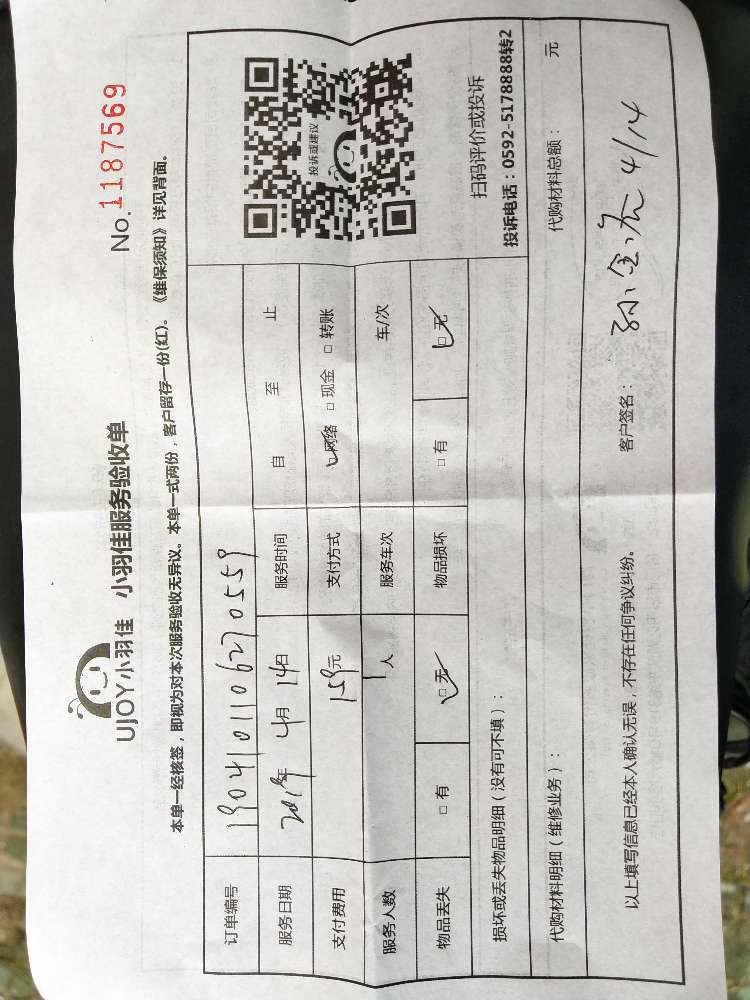 UJOY小羽佳 小羽佳服务验收单
No.1187569
本单一经核签，即视为对本次服务验收无异议。本单一式两份，客户留存一份(红)。《维保须知》详见背面。
订单编号 1904101106270559
服务日期 2019年 4月 14日 服务时间 自 至 止
支付费用 159元 支付方式 网络 □ 现金 □ 转账
服务人数 1人 服务车次 车/次
物品丢失 □ 有 □ 无 物品损坏 □ 有 □ 无
投诉或建议
扫码评价或投诉
投诉电话：0592-5178888转2
损坏或丢失物品明细（没有可不填）：
代购材料明细（维修业务）： 代购材料总额： 元
以上填写信息已经本人确认无误，不存在任何争议纠纷。 客户签名： 孙金 4/14